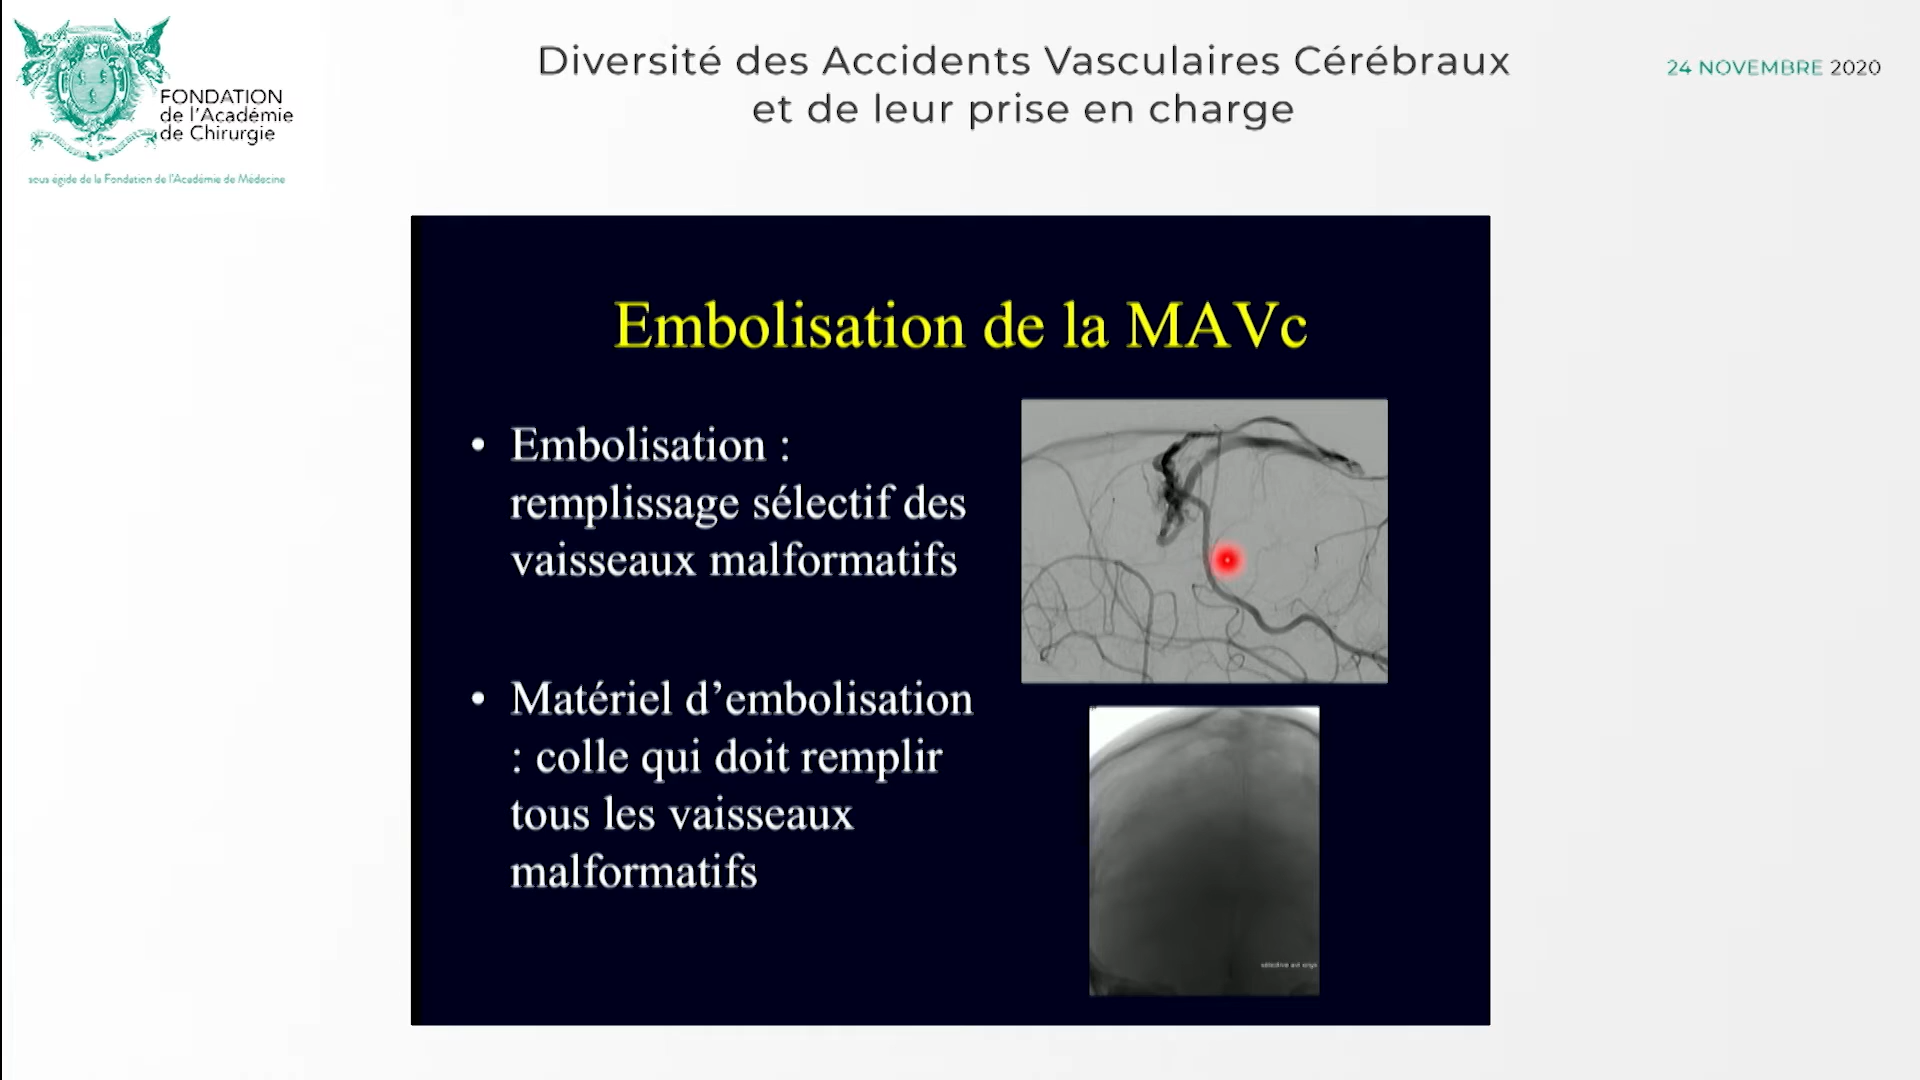 FONDATION
de l'Académie
de Chirurgie
sous égide de la Fondation de l'Académie de Médecine
Diversité des Accidents Vasculaires Cérébraux
et de leur prise en charge
24 NOVEMBRE 2020
Embolisation de la MAVc
• Embolisation :
remplissage sélectif des
vaisseaux malformatifs
• Matériel d’embolisation
: colle qui doit remplir
tous les vaisseaux
malformatifs